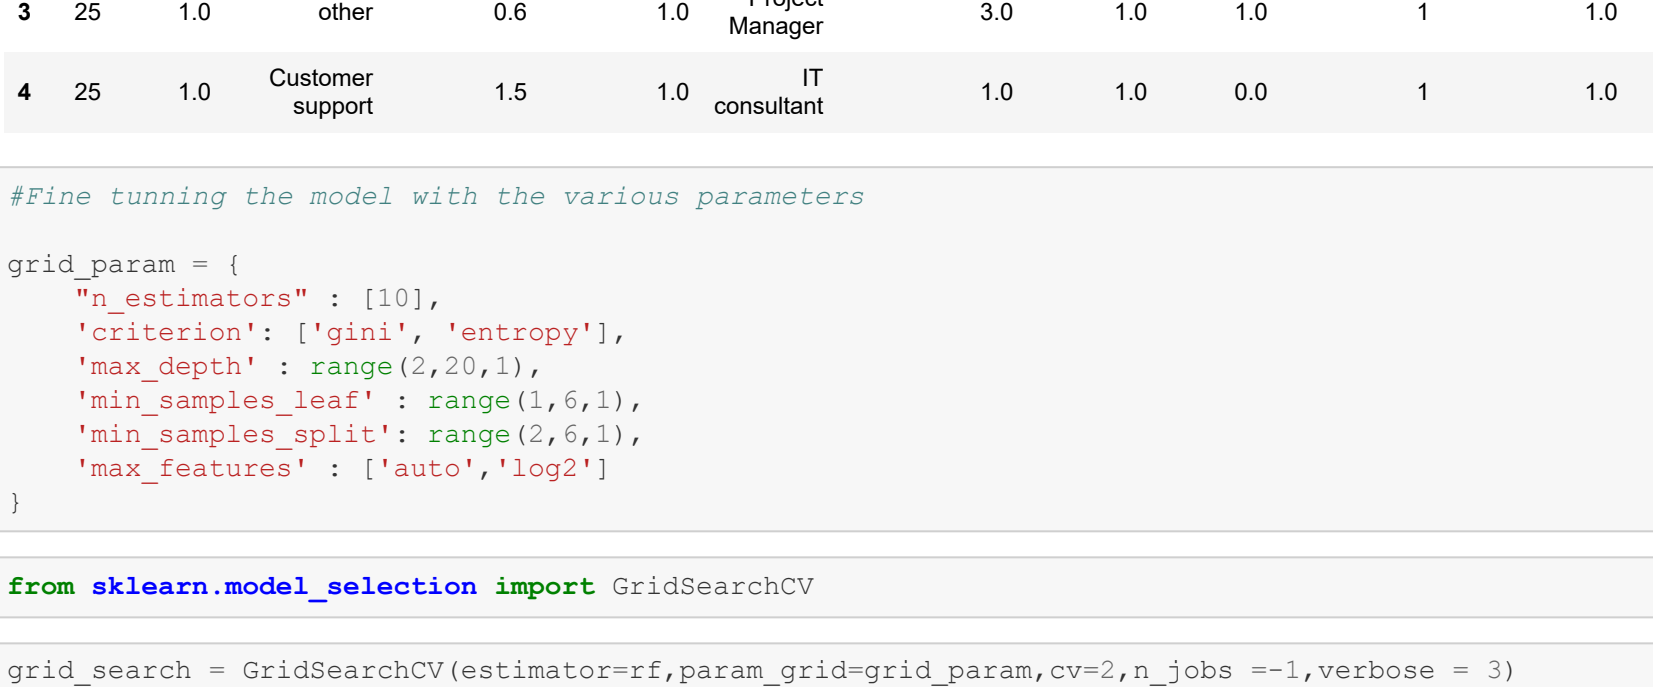 Project
3 25 1.0 other 0.6 1.0 Manager 3.0 1.0 1.0 1 1.0
Customer IT
4 25 1.0 support 1.5 1.0 consultant 1.0 1.0 0.0 1 1.0
#Fine tunning the model with the various parameters
grid_param = {
    "n_estimators" : [10],
    'criterion': ['gini', 'entropy'],
    'max_depth' : range(2,20,1),
    'min_samples_leaf' : range(1,6,1),
    'min_samples_split': range(2,6,1),
    'max_features' : ['auto','log2']
}
from sklearn.model_selection import GridSearchCV
grid_search = GridSearchCV(estimator=rf,param_grid=grid_param,cv=2,n_jobs =-1,verbose = 3)